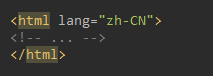 <html lang="zh-CN">
<!-- ... -->
</html>